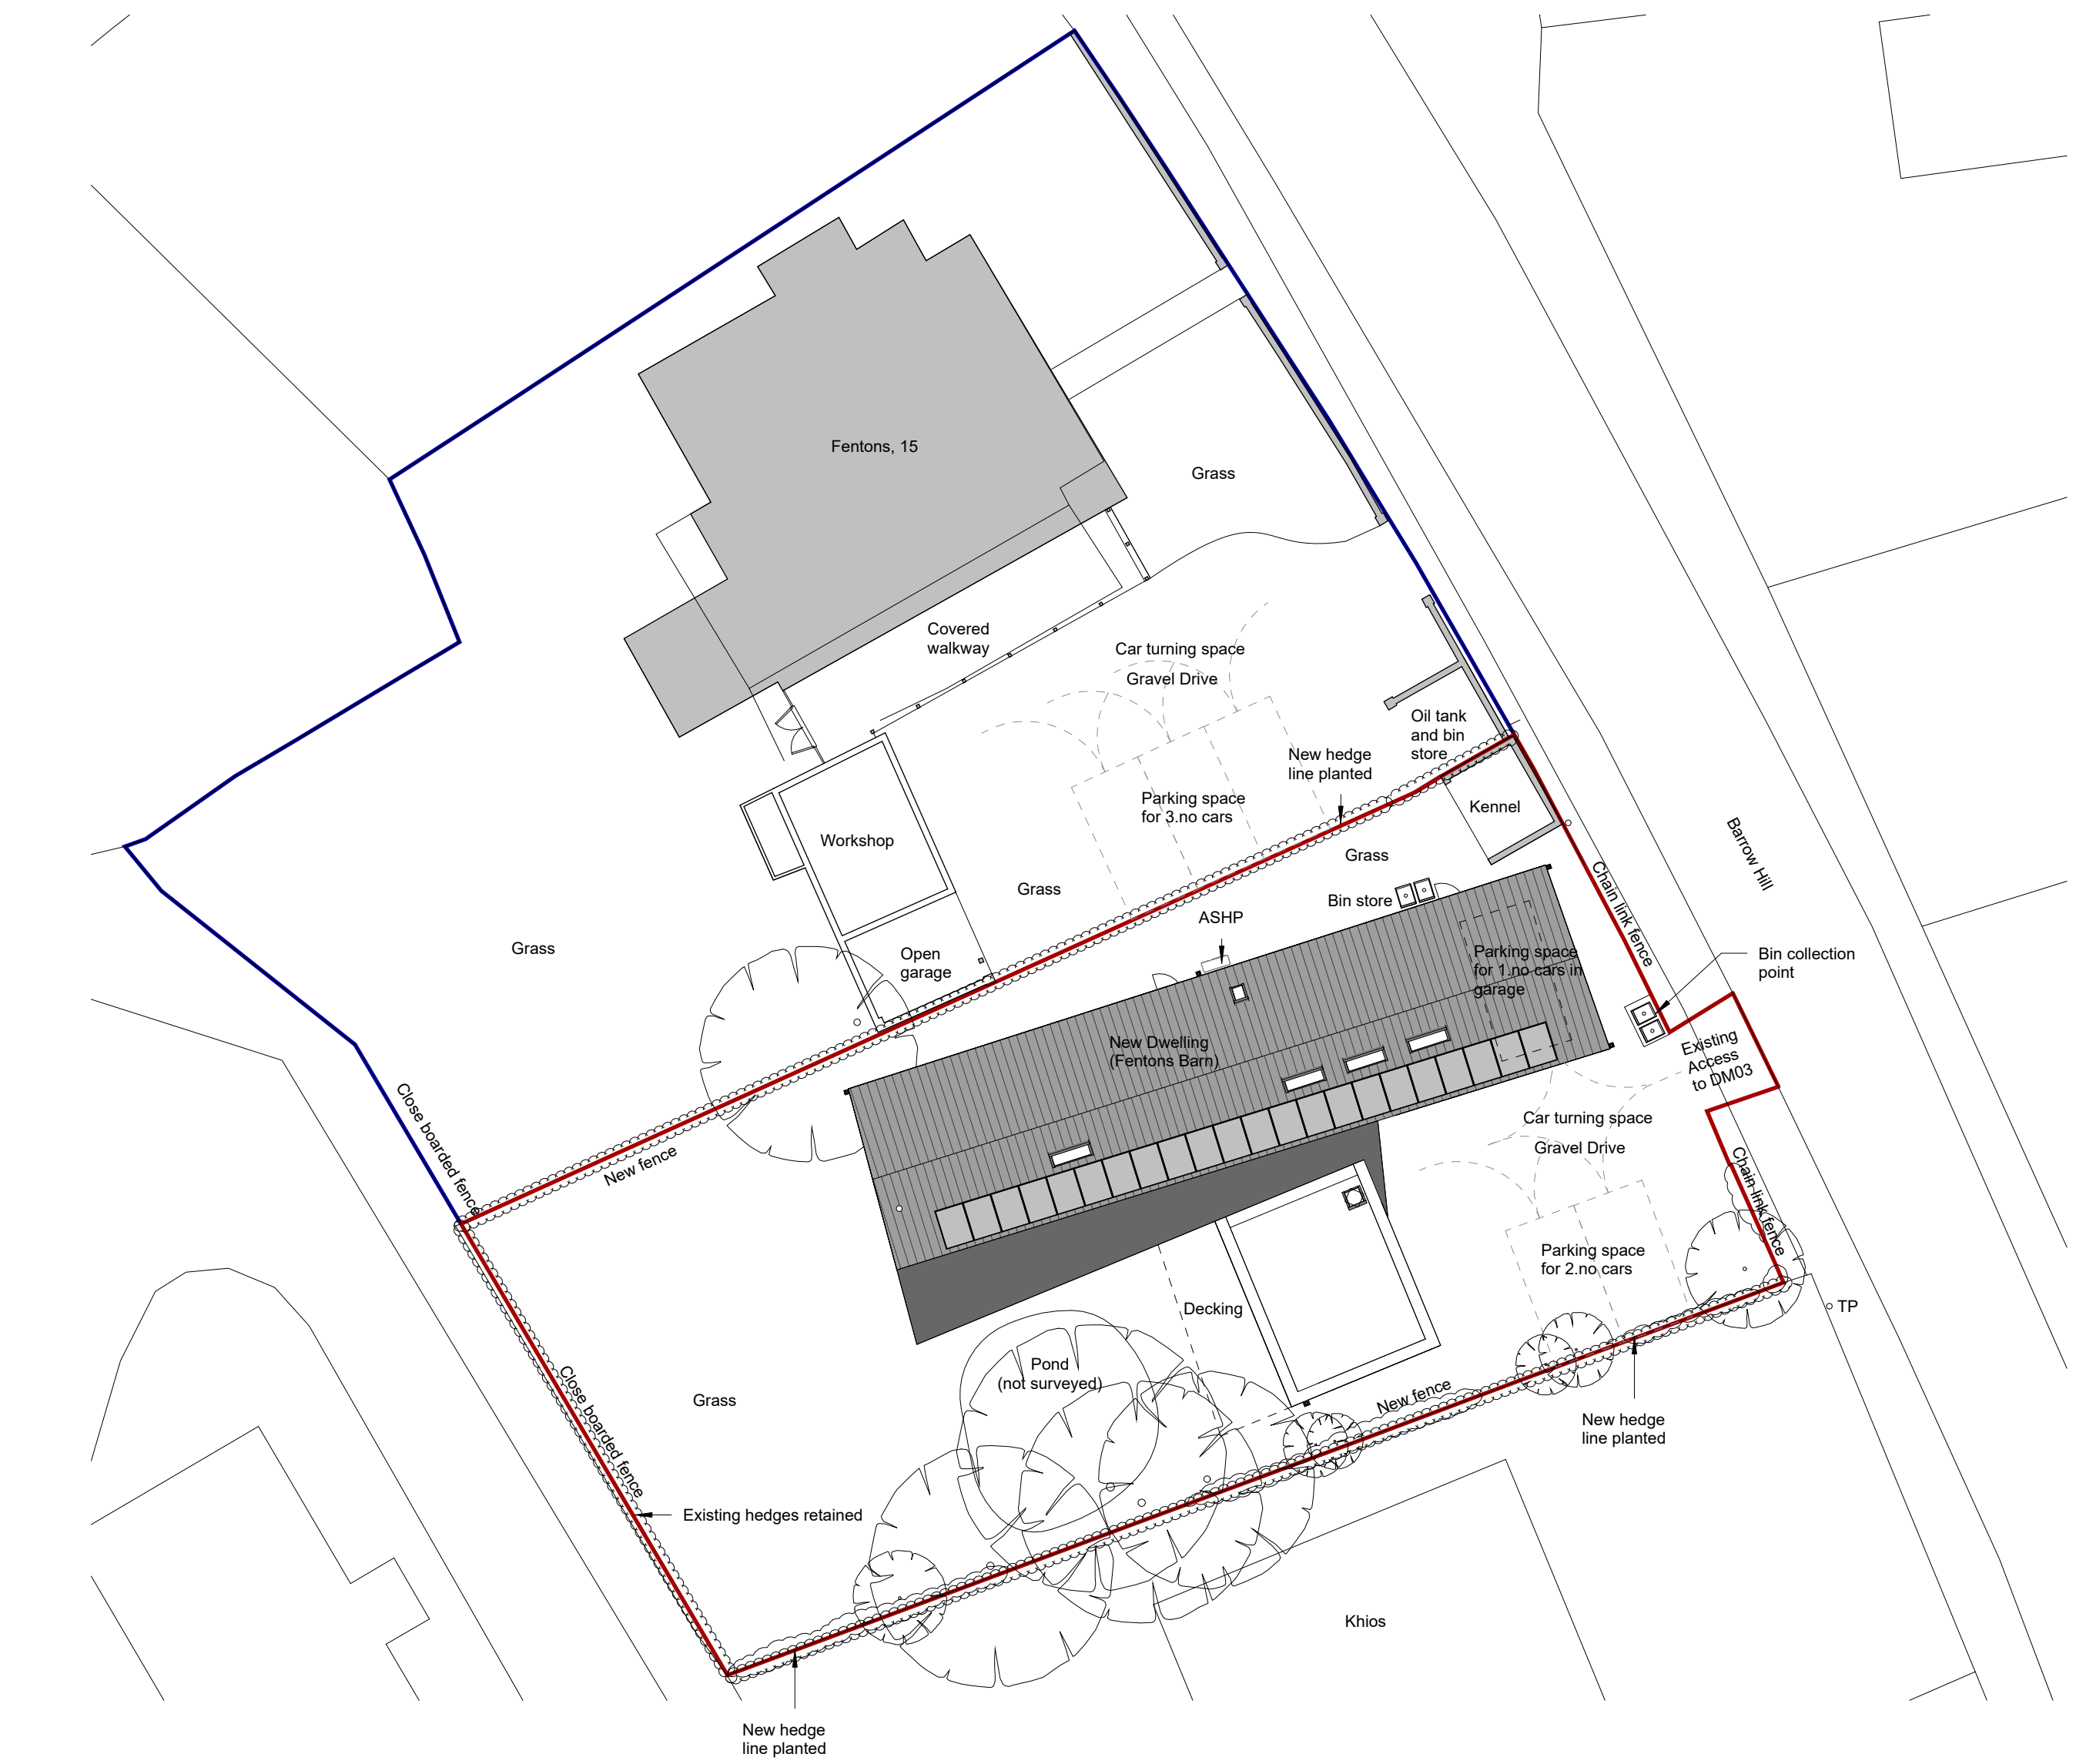 Fentons, 15
Grass
Covered
walkway
Car turning space
Gravel Drive
Oil tank
and bin
store
New hedge
line planted
Parking space
for 3.no cars
Kennel
Workshop
Grass
Grass
Bin store
ASHP
Barrow Hill
Chain link fence
Grass
Open
garage
Parking space
for 1.no cars in
garage
Bin collection
point
New Dwelling
(Fentons Barn)
Existing
Access
to DM03
Close boarded fence
New fence
Car turning space
Gravel Drive
Chain link fence
Parking space
for 2.no cars
Decking
TP
Pond
(not surveyed)
Grass
New fence
New hedge
line planted
Close boarded fence
Existing hedges retained
Khios
New hedge
line planted